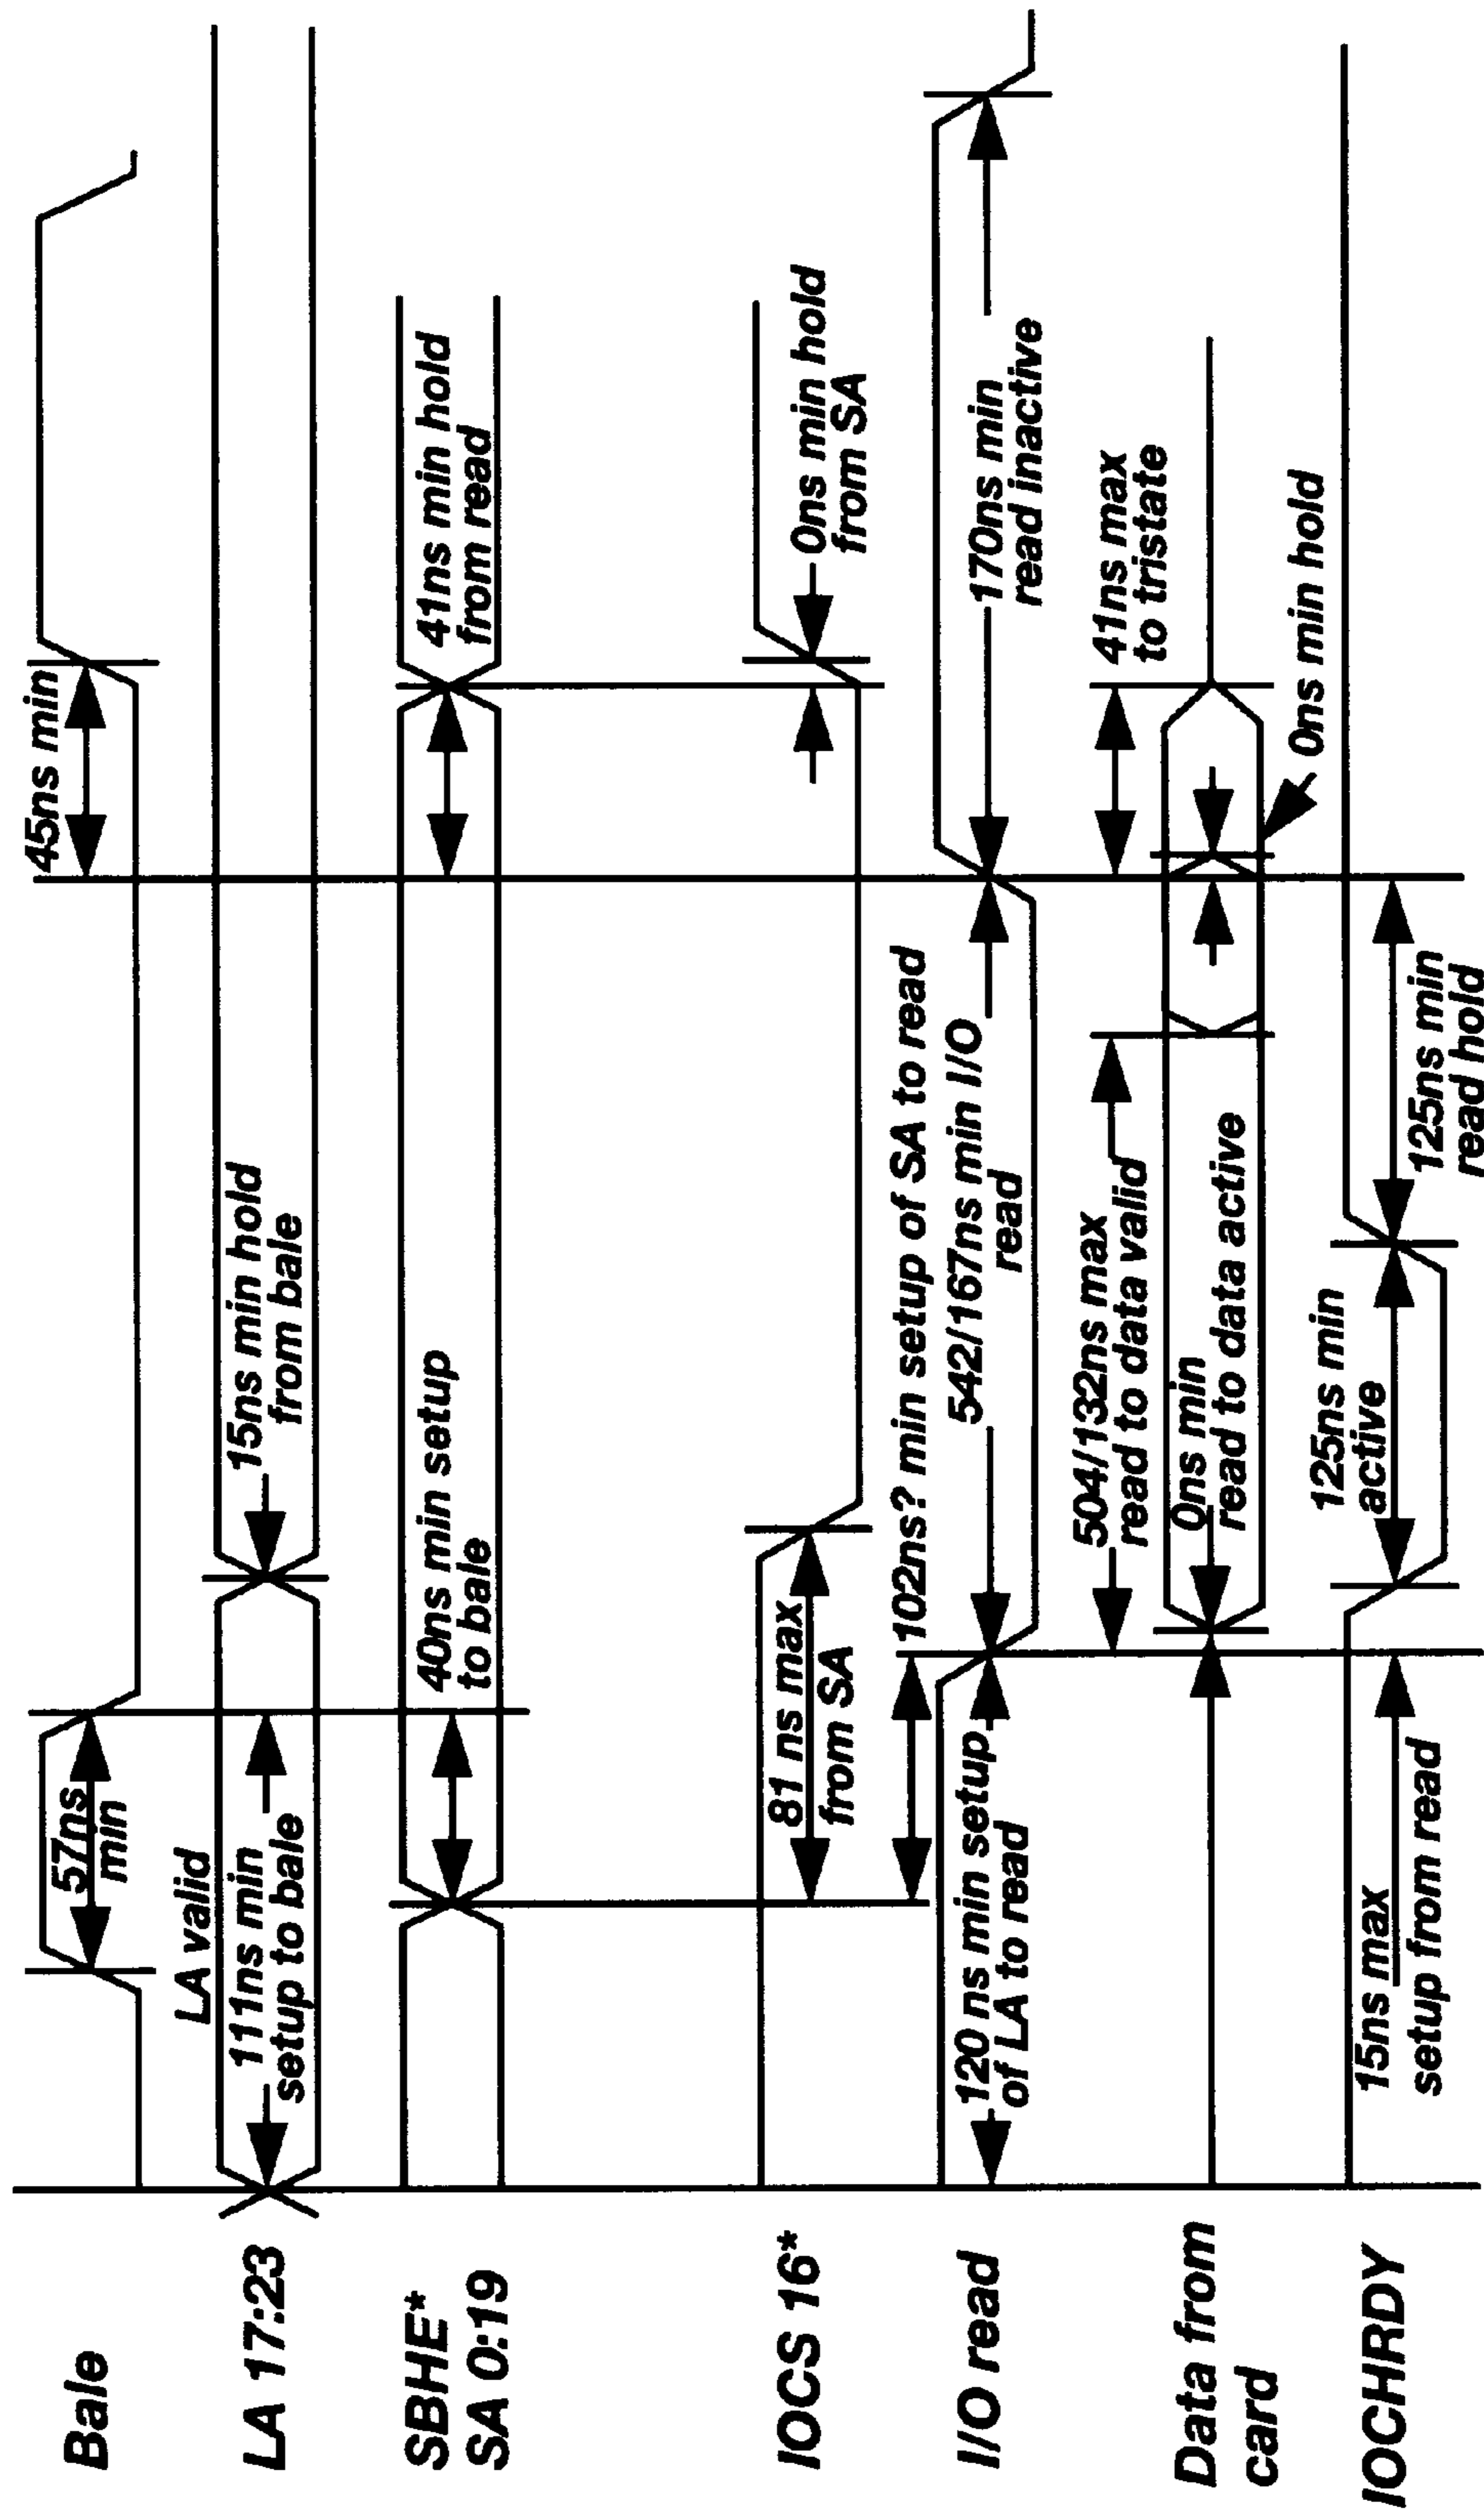 Bale
57ns
min
45ns min
LA 17:23
LA valid
111ns min
setup to bale
15ns min hold
from bale
SBHE*
SA 0:19
40ns min setup
to bale
41ns min hold
from read
IOCS 16*
81 ns max
from SA
0ns min hold
from SA
102ns? min setup of SA to read
I/O read
120 ns min setup
of LA to read
542/167ns min I/O
read
170ns min
read inactive
Data from
card
504/132ns max
read to data valid
0ns min
read to data active
41ns max
to tristate
0ns min hold
IOCHRDY
15ns max
setup from read
125ns min
active
125ns min
read hold